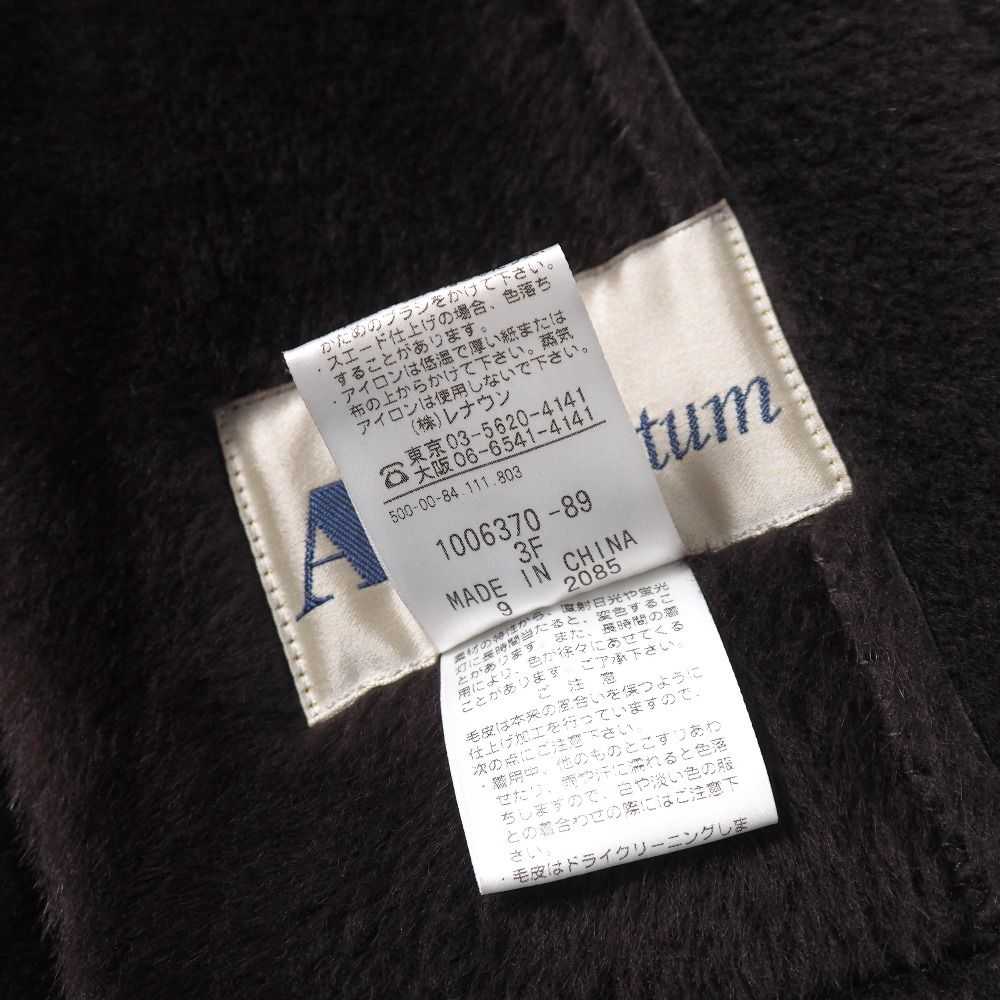 がためのブラシをかけて下さい。
・スエード仕上げの場合、色落ち
することがあります。
・アイロンは低温で厚い紙または
布の上からかけて下さい。蒸気
アイロンは使用しないで下さい。
(株)レナウン
東京03-5620-4141
大阪06-6541-4141
500-00-84.111.803
1006370-89
3F
MADE IN CHINA
9 2085
A
tum
素材の特性から、直射日光や蛍光
灯に長時間当たると、変色するこ
とがあります。また、長時間の着
用により、色が徐々にあせてくる
ことがあります。ご了承下さい。
ご 注 意
毛皮は本来の風合いを保つように
仕上げ加工を行っていますので、
次の点にご注意下さい。
・着用中、他のものとこすりあわ
せたり、雨や汗に濡れると色落
ちしますので、白や淡い色の服
との着合わせの際にはご注意下
さい。
・毛皮はドライクリーニングしま